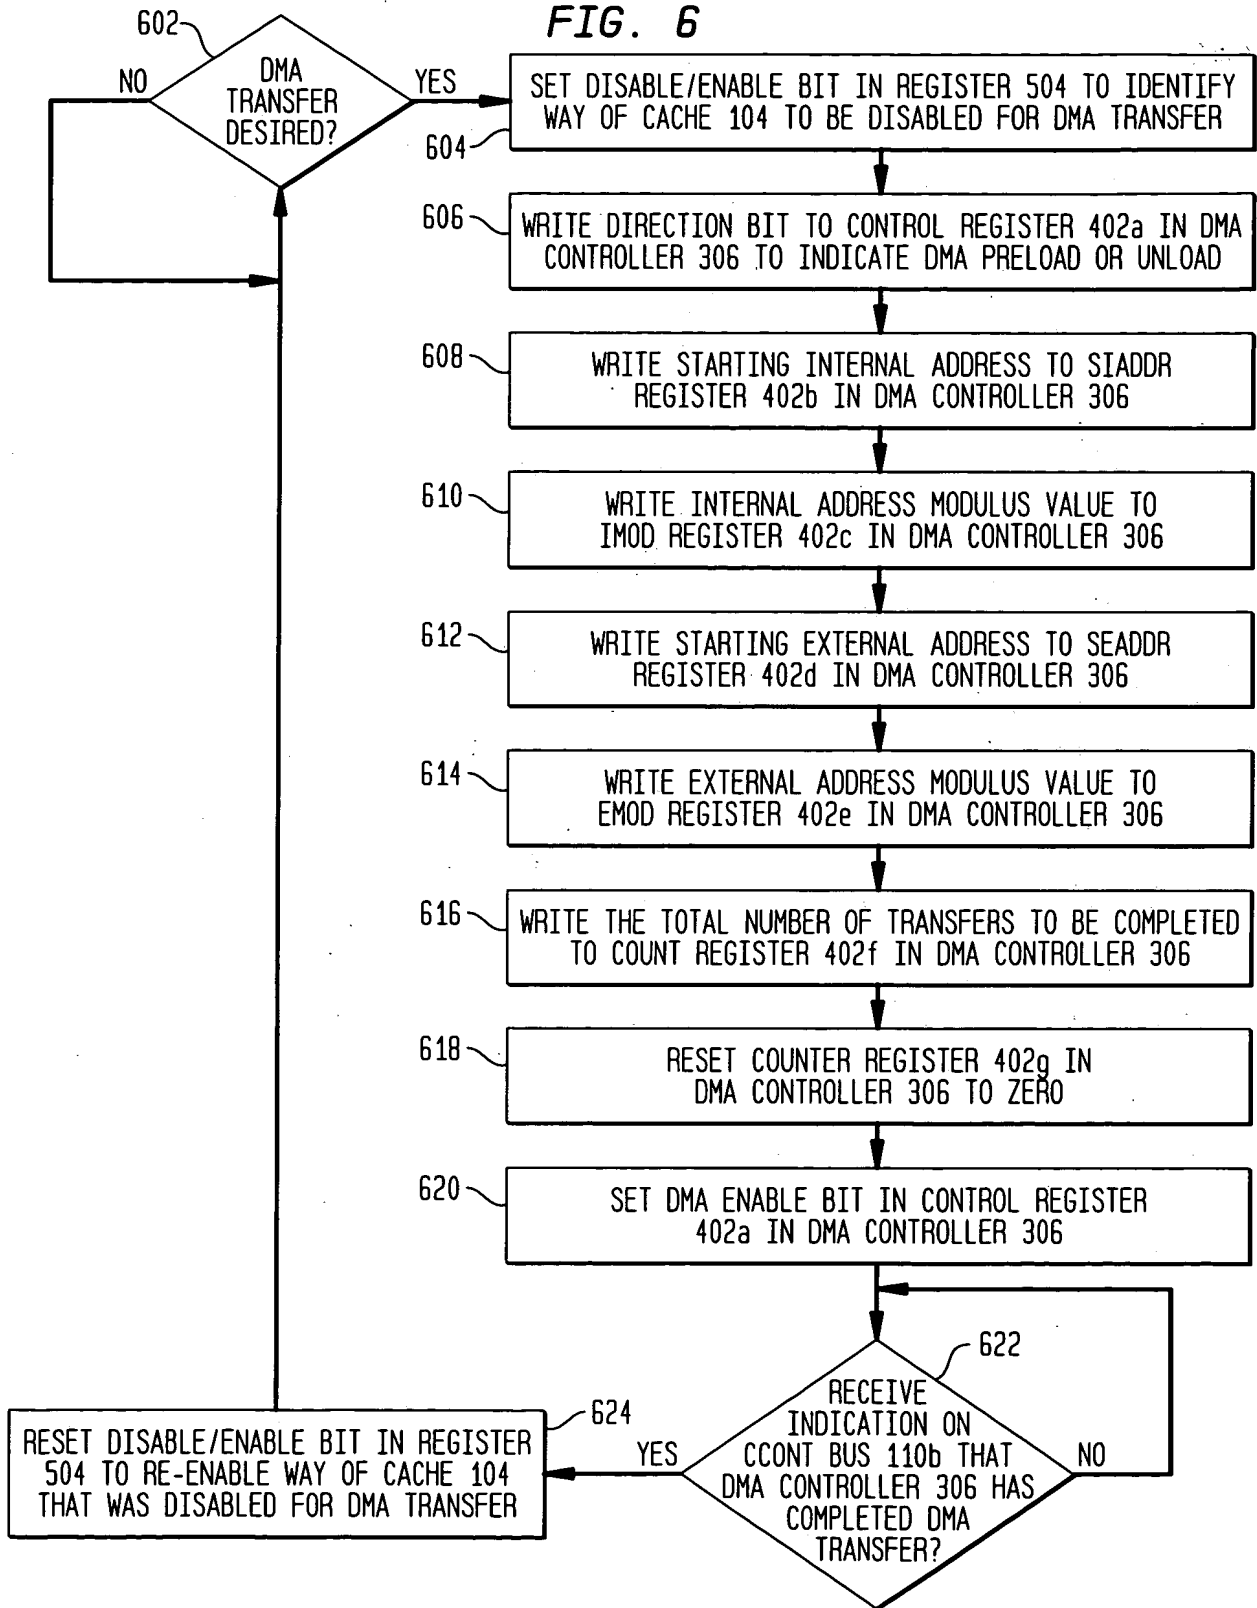 FIG. 6
602
DMA
TRANSFER
DESIRED?
NO
YES
SET DISABLE/ENABLE BIT IN REGISTER 504 TO IDENTIFY
WAY OF CACHE 104 TO BE DISABLED FOR DMA TRANSFER
604
606
WRITE DIRECTION BIT TO CONTROL REGISTER 402a IN DMA
CONTROLLER 306 TO INDICATE DMA PRELOAD OR UNLOAD
608
WRITE STARTING INTERNAL ADDRESS TO SIADDR
REGISTER 402b IN DMA CONTROLLER 306
610
WRITE INTERNAL ADDRESS MODULUS VALUE TO
IMOD REGISTER 402c IN DMA CONTROLLER 306
612
WRITE STARTING EXTERNAL ADDRESS TO SEADDR
REGISTER 402d IN DMA CONTROLLER 306
614
WRITE EXTERNAL ADDRESS MODULUS VALUE TO
EMOD REGISTER 402e IN DMA CONTROLLER 306
616
WRITE THE TOTAL NUMBER OF TRANSFERS TO BE COMPLETED
TO COUNT REGISTER 402f IN DMA CONTROLLER 306
618
RESET COUNTER REGISTER 402g IN
DMA CONTROLLER 306 TO ZERO
620
SET DMA ENABLE BIT IN CONTROL REGISTER
402a IN DMA CONTROLLER 306
622
RECEIVE
INDICATION ON
CCONT BUS 110b THAT
DMA CONTROLLER 306 HAS
COMPLETED DMA
TRANSFER?
NO
YES
624
RESET DISABLE/ENABLE BIT IN REGISTER
504 TO RE-ENABLE WAY OF CACHE 104
THAT WAS DISABLED FOR DMA TRANSFER